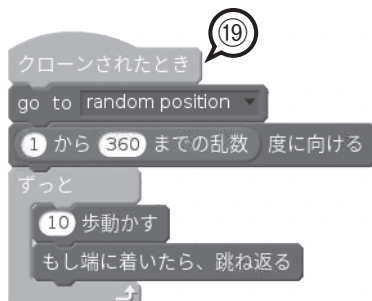 ⑲
クローンされたとき
go to random position
1 から 360 までの乱数 度に向ける
ずっと
10 歩動かす
もし端に着いたら、跳ね返る